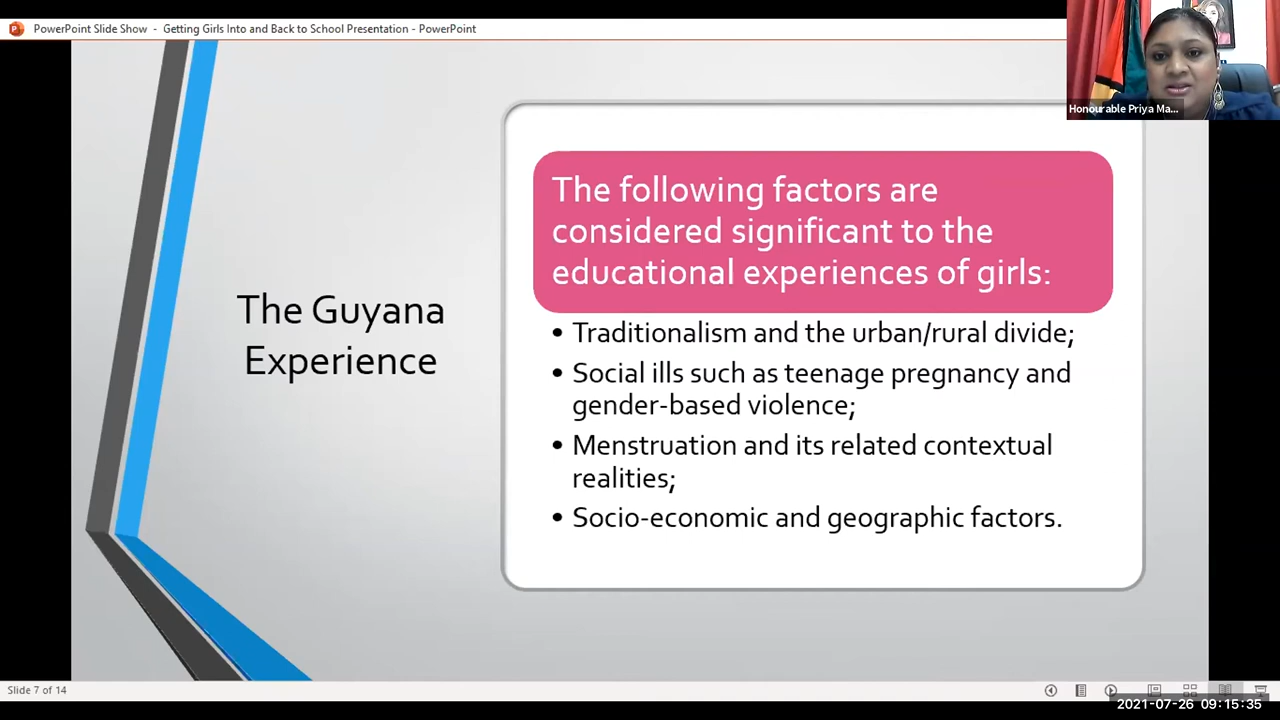 PowerPoint Slide Show - Getting Girls Into and Back to School Presentation - PowerPoint
Honourable Priya Ma...
The Guyana
Experience
The following factors are
considered significant to the
educational experiences of girls:
• Traditionalism and the urban/rural divide;
• Social ills such as teenage pregnancy and
gender-based violence;
• Menstruation and its related contextual
realities;
• Socio-economic and geographic factors.
Slide 7 of 14
2021-07-26 09:15:35